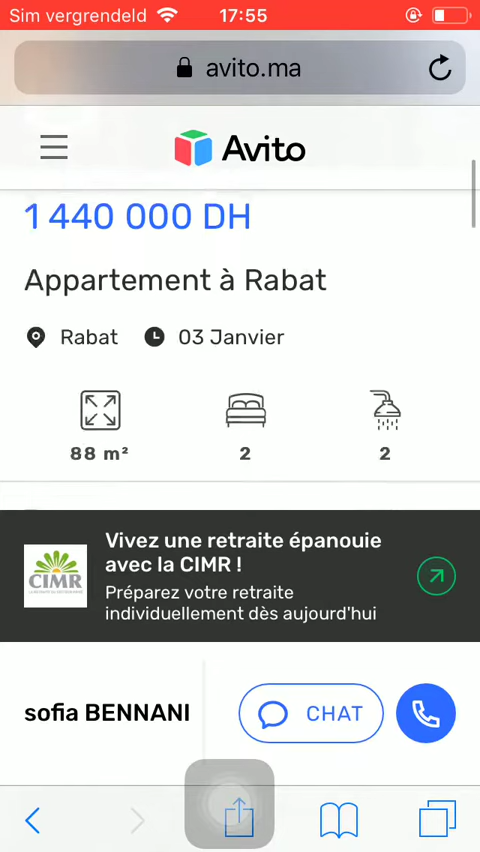 Sim vergrendeld 17:55
avito.ma
Avito
1 440 000 DH
Appartement à Rabat
Rabat 03 Janvier
88 m² 2 2
Vivez une retraite épanouie
avec la CIMR !
CIMR
Préparez votre retraite
individuellement dès aujourd'hui
sofia BENNANI CHAT